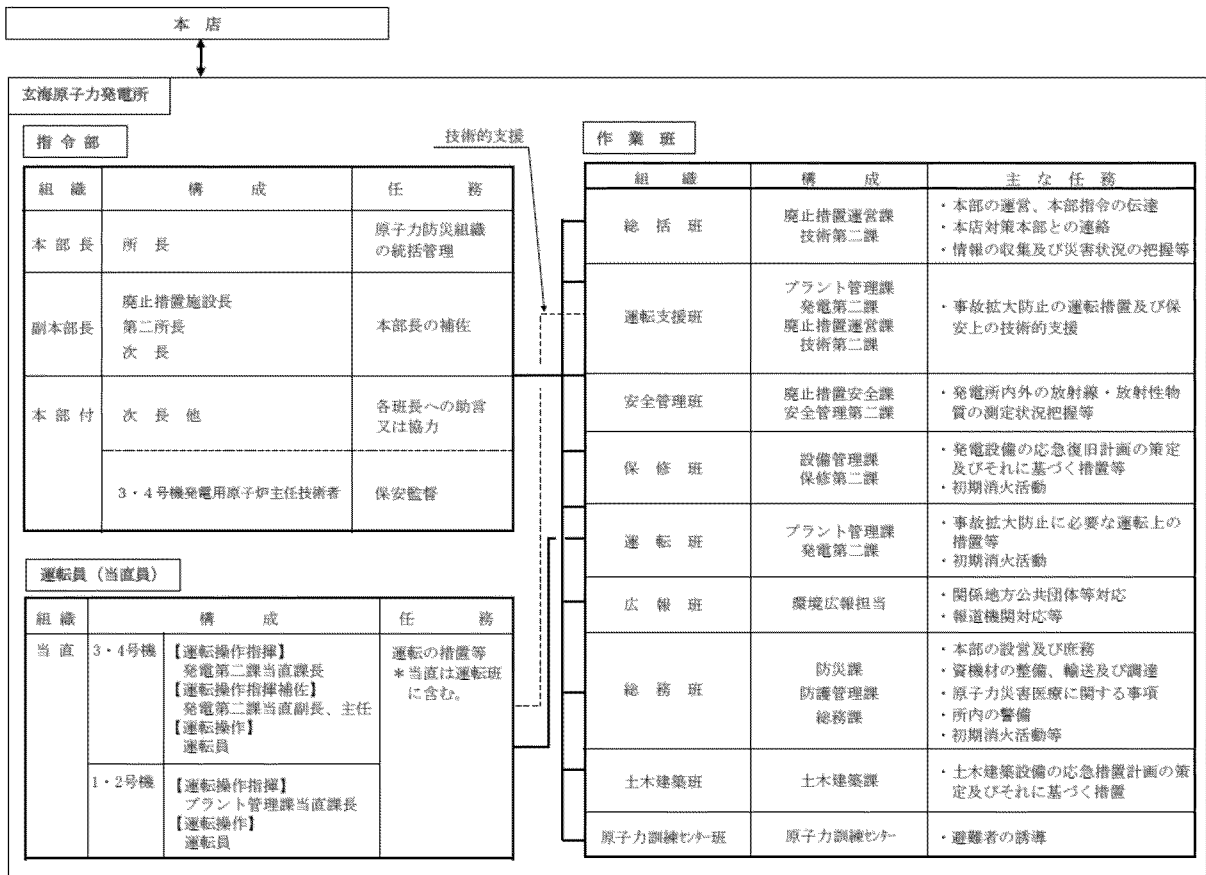 本店
玄海原子力発電所
指令部
組織 構成 任務
本部長 所長 原子力防災組織
の統括管理
副本部長 廃止措置施設長
第二所長
次長
本部長の補佐
本部付 次長他 各班長への助言
又は協力
3・4号機発電用原子炉主任技術者 保安監督
技術的支援
運転員(当直員)
組織 構成 任務
当直 3・4号機 【運転操作指揮】
発電第二課当直課長
【運転操作指揮補佐】
発電第二課当直副長、主任
【運転操作】
運転員
運転の措置等
*当直は運転班
に含む。
1・2号機 【運転操作指揮】
プラント管理課当直課長
【運転操作】
運転員
作業班
組織 構成 主な任務
総括班 廃止措置運営課
技術第二課
・本部の運営、本部指令の伝達
・本店対策本部との連絡
・情報の収集及び災害状況の把握等
運転支援班 プラント管理課
発電第二課
廃止措置運営課
技術第二課
・事故拡大防止の運転措置及び保
安上の技術的支援
安全管理班 廃止措置安全課
安全管理第二課
・発電所内外の放射線・放射性物
質の測定状況把握等
保修班 設備管理課
保修第二課
・発電設備の応急復旧計画の策定
及びそれに基づく措置等
・初期消火活動
運転班 プラント管理課
発電第二課
・事故拡大防止に必要な運転上の
措置等
・初期消火活動
広報班 環境広報担当 ・関係地方公共団体等対応
・報道機関対応等
総務班 防災課
防護管理課
総務課
・本部の設営及び庶務
・資機材の整備、輸送及び調達
・原子力災害医療に関する事項
・所内の警備
・初期消火活動等
土木建築班 土木建築課 ・土木建築設備の応急措置計画の策
定及びそれに基づく措置
原子力訓練センター班 原子力訓練センター ・避難者の誘導